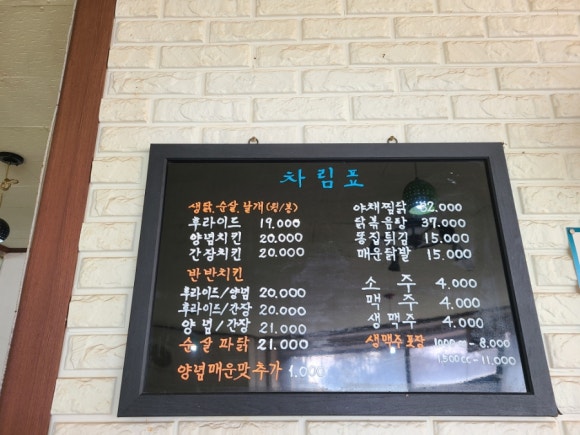 차림표
생닭, 순살, 날개 (윙/봉)
후라이드 19.000
양념치킨 20.000
간장치킨 20.000
반반치킨
후라이드/양념 20.000
후라이드/간장 20.000
양념/간장 21.000
순살파닭 21.000
양념매운맛추가 1.000
야채찜닭 32.000
닭볶음탕 37.000
똥집튀김 15.000
매운닭발 15.000
소주 4.000
맥주 4.000
생맥주 4.000
생맥주 포장 1000cc - 8.000
1.500cc - 11.000